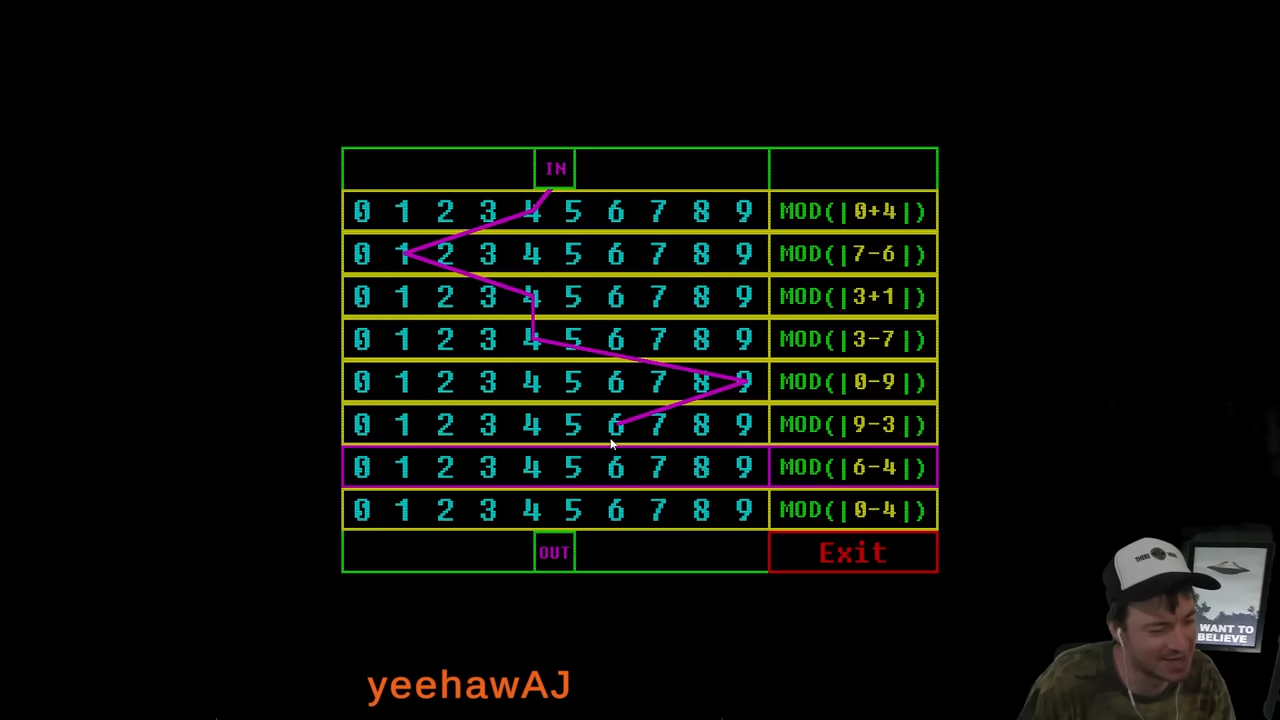 IN
0 1 2 3 4 5 6 7 8 9 MOD(|0+4|)
0 1 2 3 4 5 6 7 8 9 MOD(|7-6|)
0 1 2 3 4 5 6 7 8 9 MOD(|3+1|)
0 1 2 3 4 5 6 7 8 9 MOD(|3-7|)
0 1 2 3 4 5 6 7 8 9 MOD(|0-9|)
0 1 2 3 4 5 6 7 8 9 MOD(|9-3|)
0 1 2 3 4 5 6 7 8 9 MOD(|6-4|)
0 1 2 3 4 5 6 7 8 9 MOD(|0-4|)
OUT Exit
THERE
WANT TO
BELIEVE
yeehawAJ